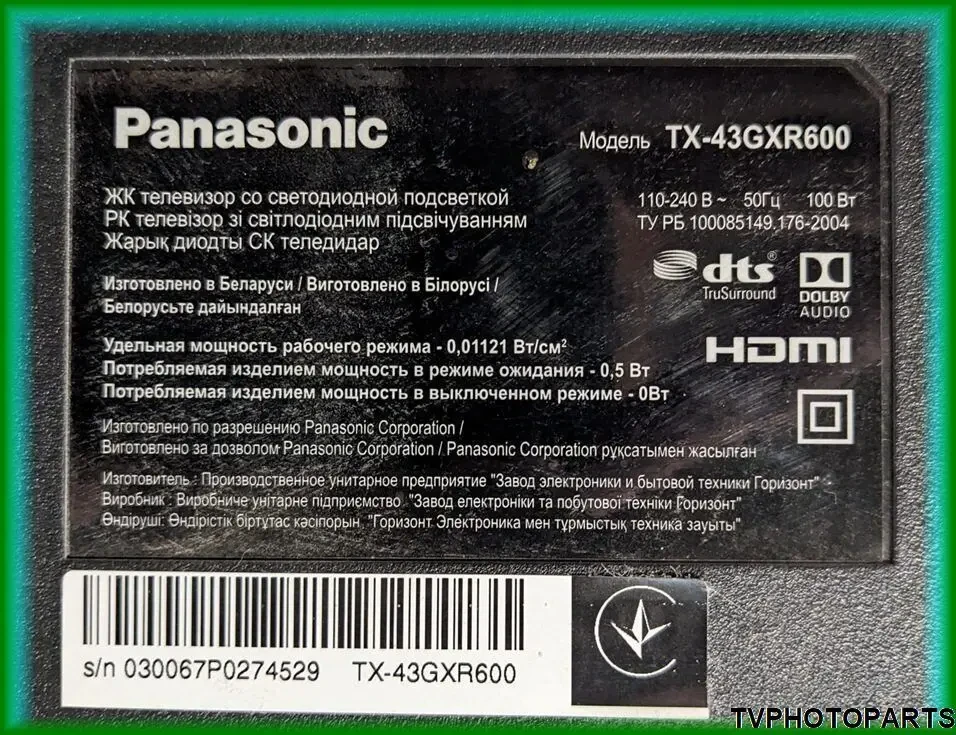 Panasonic
Модель TX-43GXR600
ЖК телевизор со светодиодной подсветкой
РК телевізор зі світлодіодним підсвічуванням
Жарық диодты СК теледидар
110-240 В ~ 50Гц 100 Вт
ТУ РБ 100085149.176-2004
dts®
TruSurround
DOLBY
AUDIO
Изготовлено в Беларуси / Виготовлено в Білорусі /
Белорусьте дайындалған
HDMI
Удельная мощность рабочего режима - 0,01121 Вт/см²
Потребляемая изделием мощность в режиме ожидания - 0,5 Вт
Потребляемая изделием мощность в выключенном режиме - 0Вт
Изготовлено по разрешению Panasonic Corporation /
Виготовлено за дозволом Panasonic Corporation / Panasonic Corporation рұқсатымен жасылған
Изготовитель : Производственное унитарное предприятие "Завод электроники и бытовой техники Горизонт"
Виробник : Виробниче унітарне підприємство "Завод електроніки та побутової техніки Горизонт"
Өндіруші: Өндірістік біртұтас кәсіпорын, "Горизонт Электроника мен тұрмыстық техника зауыты"
s/n 030067P0274529 TX-43GXR600
TVPHOTOPARTS